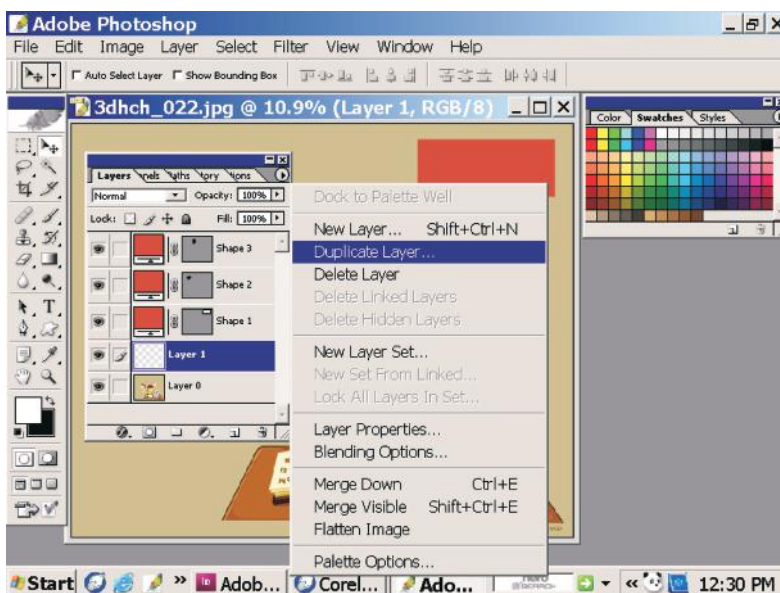 Adobe Photoshop
File Edit Image Layer Select Filter View Window Help
Auto Select Layer Show Bounding Box
3dhch_022.jpg @ 10.9% (Layer 1, RGB/8)
Color Swatches Styles
Layers
Normal Opacity: 100%
Lock: Fill: 100%
Shape 3
Shape 2
Shape 1
Layer 1
Layer 0
Dock to Palette Well
New Layer... Shift+Ctrl+N
Duplicate Layer...
Delete Layer
Delete Linked Layers
Delete Hidden Layers
New Layer Set...
New Set From Linked...
Lock All Layers In Set...
Layer Properties...
Blending Options...
Merge Down Ctrl+E
Merge Visible Shift+Ctrl+E
Flatten Image
Palette Options...
Start » Adob... Corel... Ado... « 12:30 PM